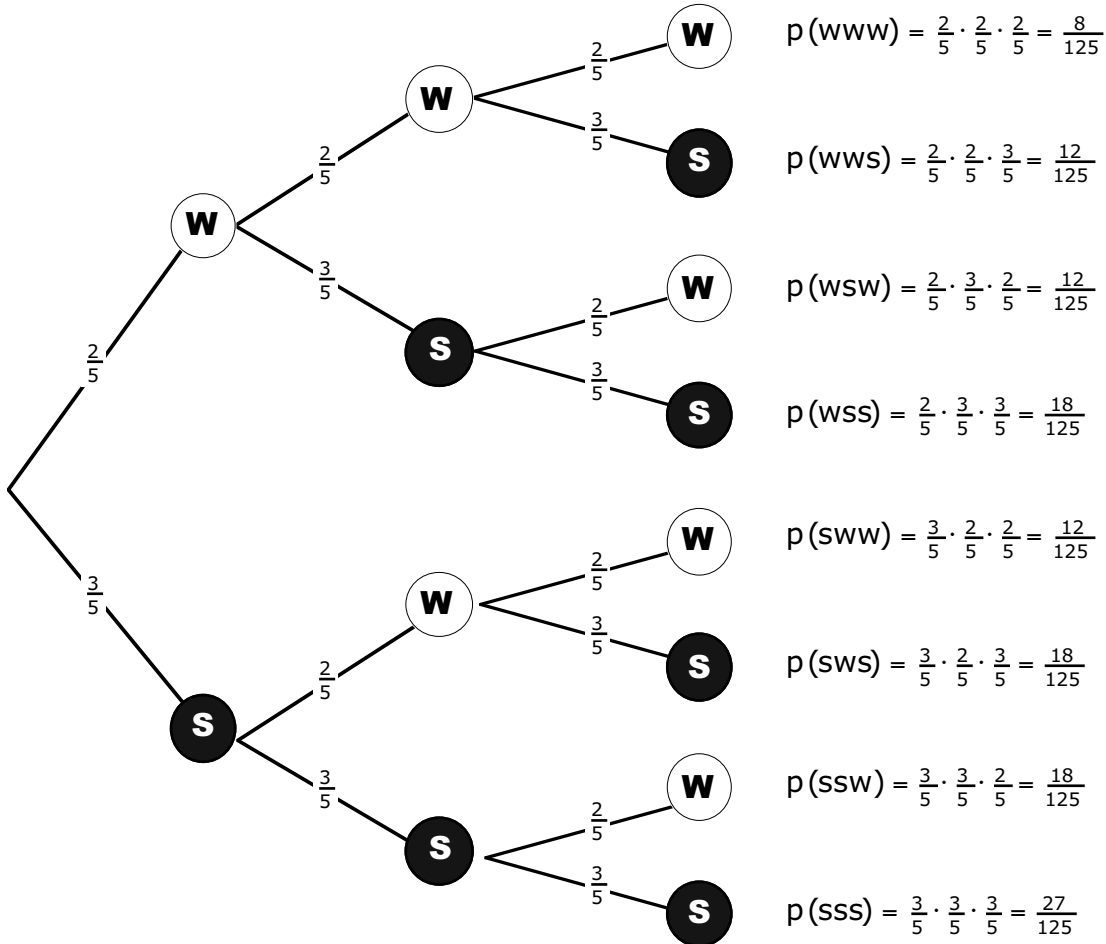 W
p(www) = 2/5 · 2/5 · 2/5 = 8/125
2/5
W
3/5
2/5
S
p(wws) = 2/5 · 2/5 · 3/5 = 12/125
W
3/5
W
p(wsw) = 2/5 · 3/5 · 2/5 = 12/125
2/5
S
2/5
3/5
S
p(wss) = 2/5 · 3/5 · 3/5 = 18/125
W
p(sww) = 3/5 · 2/5 · 2/5 = 12/125
2/5
3/5
W
3/5
2/5
S
p(sws) = 3/5 · 2/5 · 3/5 = 18/125
S
3/5
W
p(ssw) = 3/5 · 3/5 · 2/5 = 18/125
2/5
S
3/5
S
p(sss) = 3/5 · 3/5 · 3/5 = 27/125